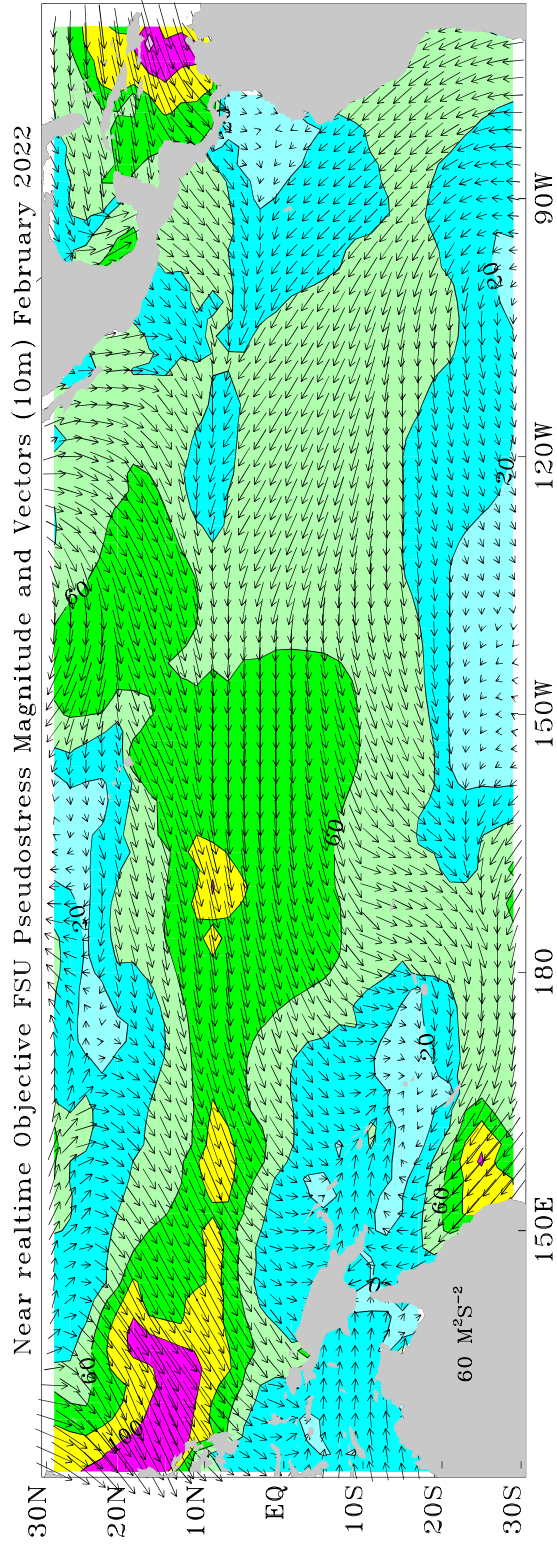 Near realtime Objective FSU Pseudostress Magnitude and Vectors (10m) February 2022
30N
20N
10N
EQ
10S
20S
30S
150E
180
150W
120W
90W
60
100
20
60
20
60
20
20
60
0
60 M²S⁻²